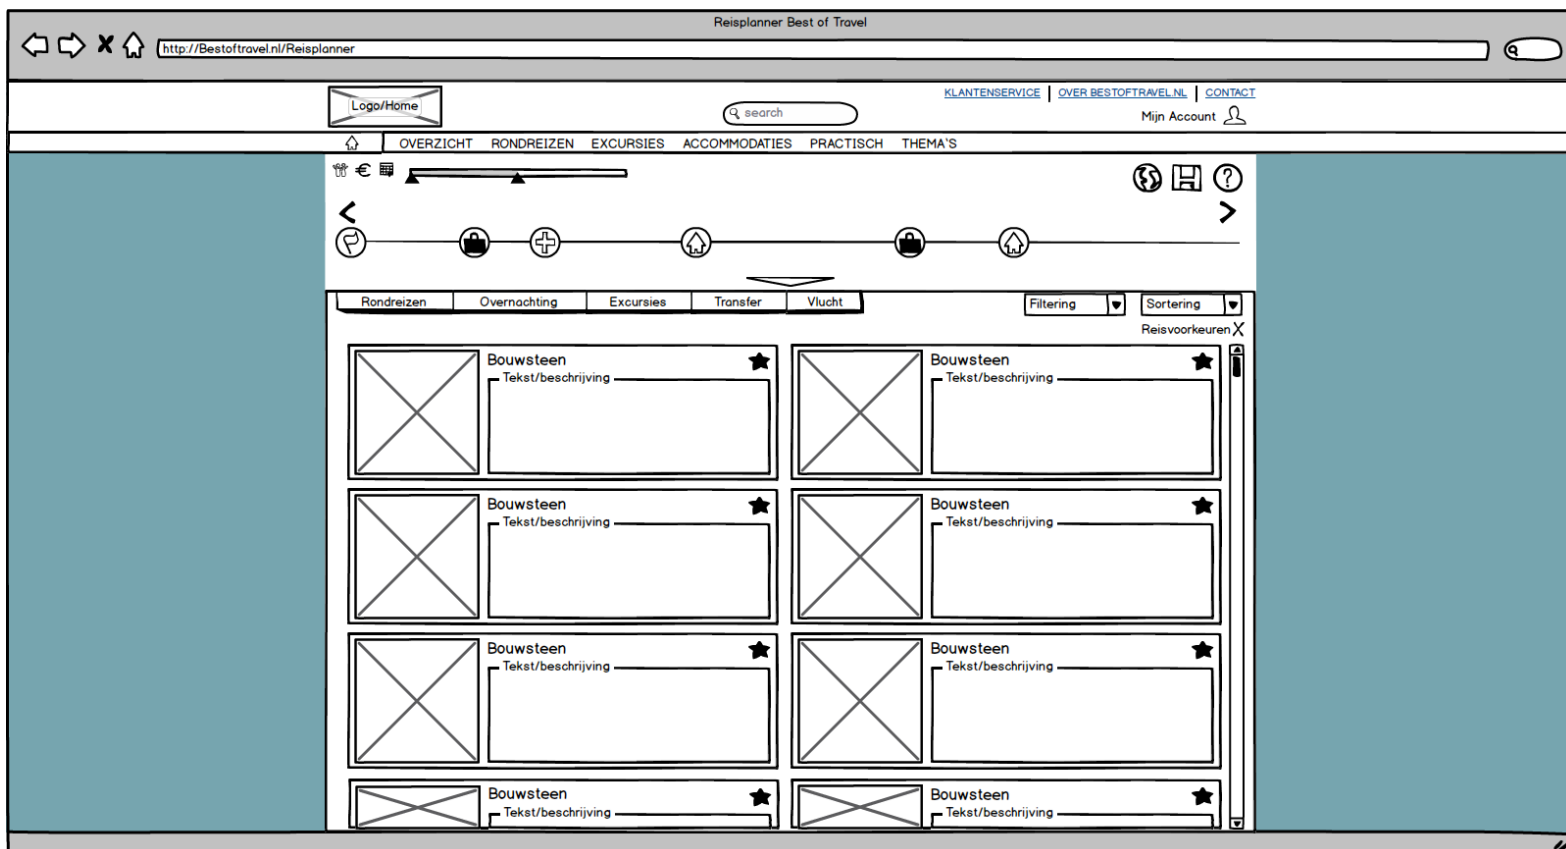 Reisplanner Best of Travel
http://Bestoftravel.nl/Reisplanner
KLANTENSERVICE OVER BESTOFTRAVEL.NL CONTACT
Logo/Home
search
Mijn Account
OVERZICHT RONDREIZEN EXCURSIES ACCOMMODATIES PRACTISCH THEMA'S
€
?
Rondreizen Overnachting Excursies Transfer Vlucht Filtering Sortering
Reisvoorkeuren X
Bouwsteen
Tekst/beschrijving
Bouwsteen
Tekst/beschrijving
Bouwsteen
Tekst/beschrijving
Bouwsteen
Tekst/beschrijving
Bouwsteen
Tekst/beschrijving
Bouwsteen
Tekst/beschrijving
Bouwsteen
Tekst/beschrijving
Bouwsteen
Tekst/beschrijving